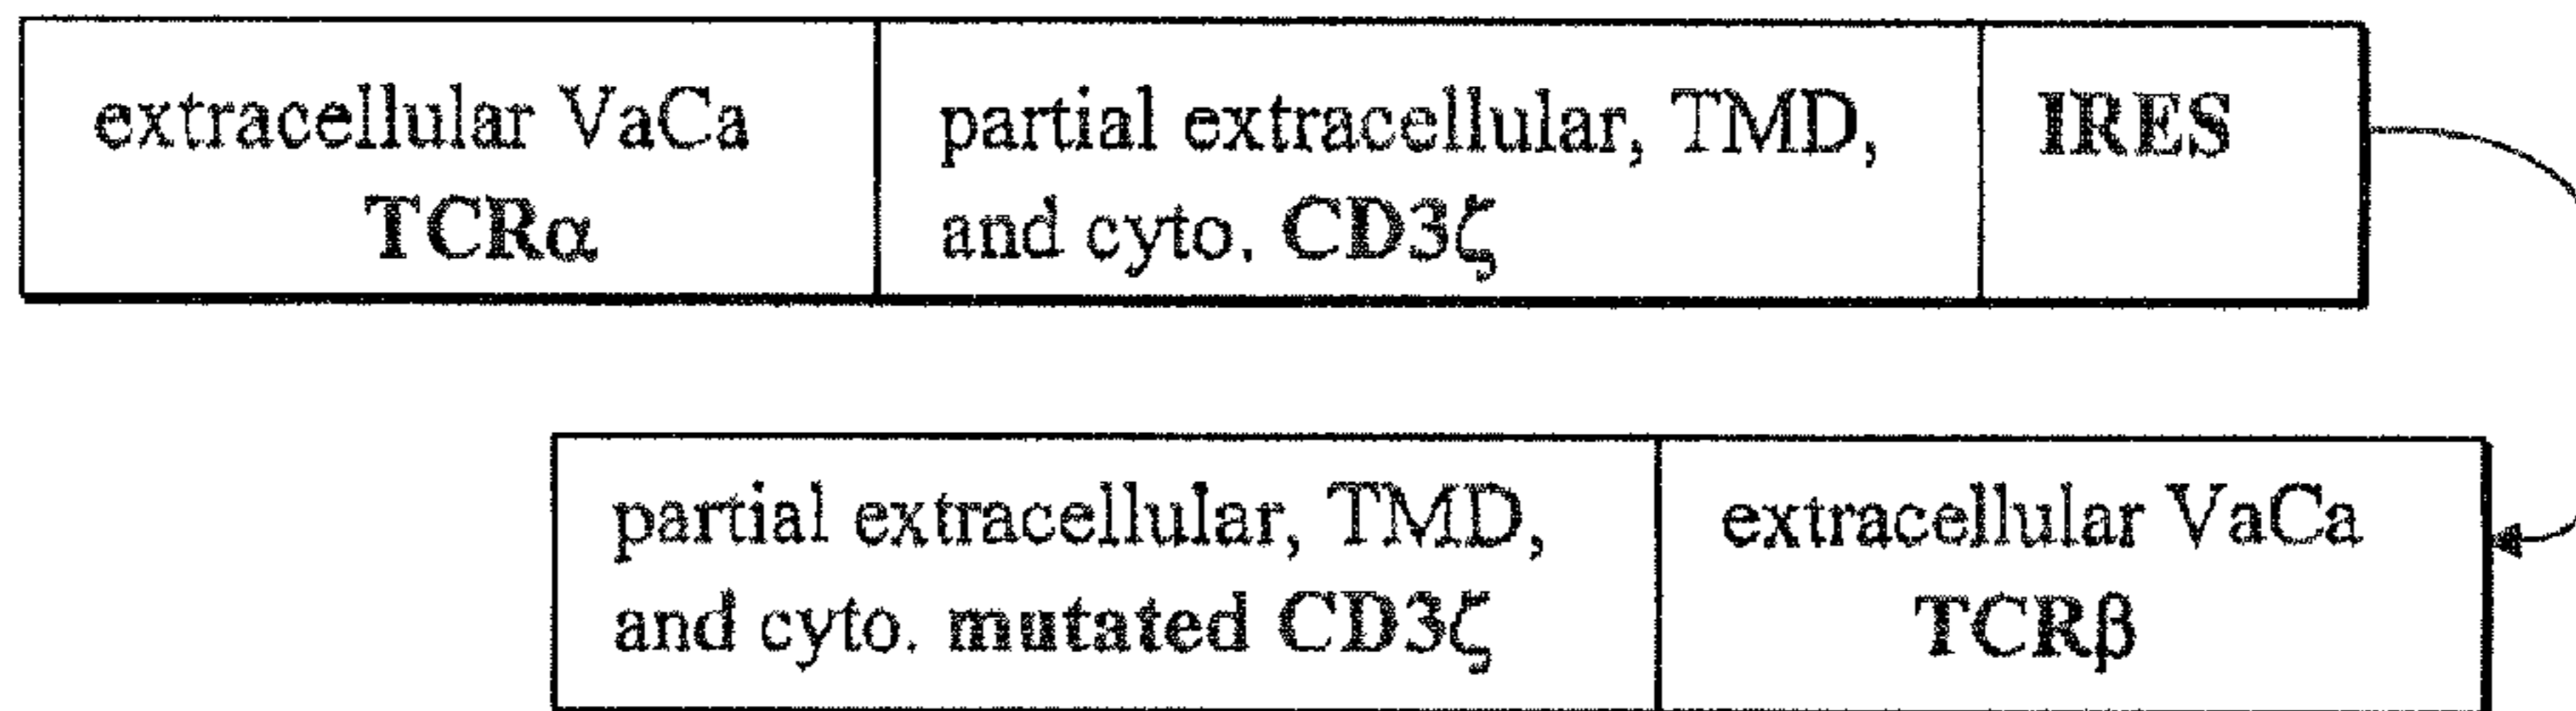 extracellular VaCa
TCRα
partial extracellular, TMD,
and cyto. CD3ζ
IRES
partial extracellular, TMD,
and cyto. mutated CD3ζ
extracellular VaCa
TCRβ